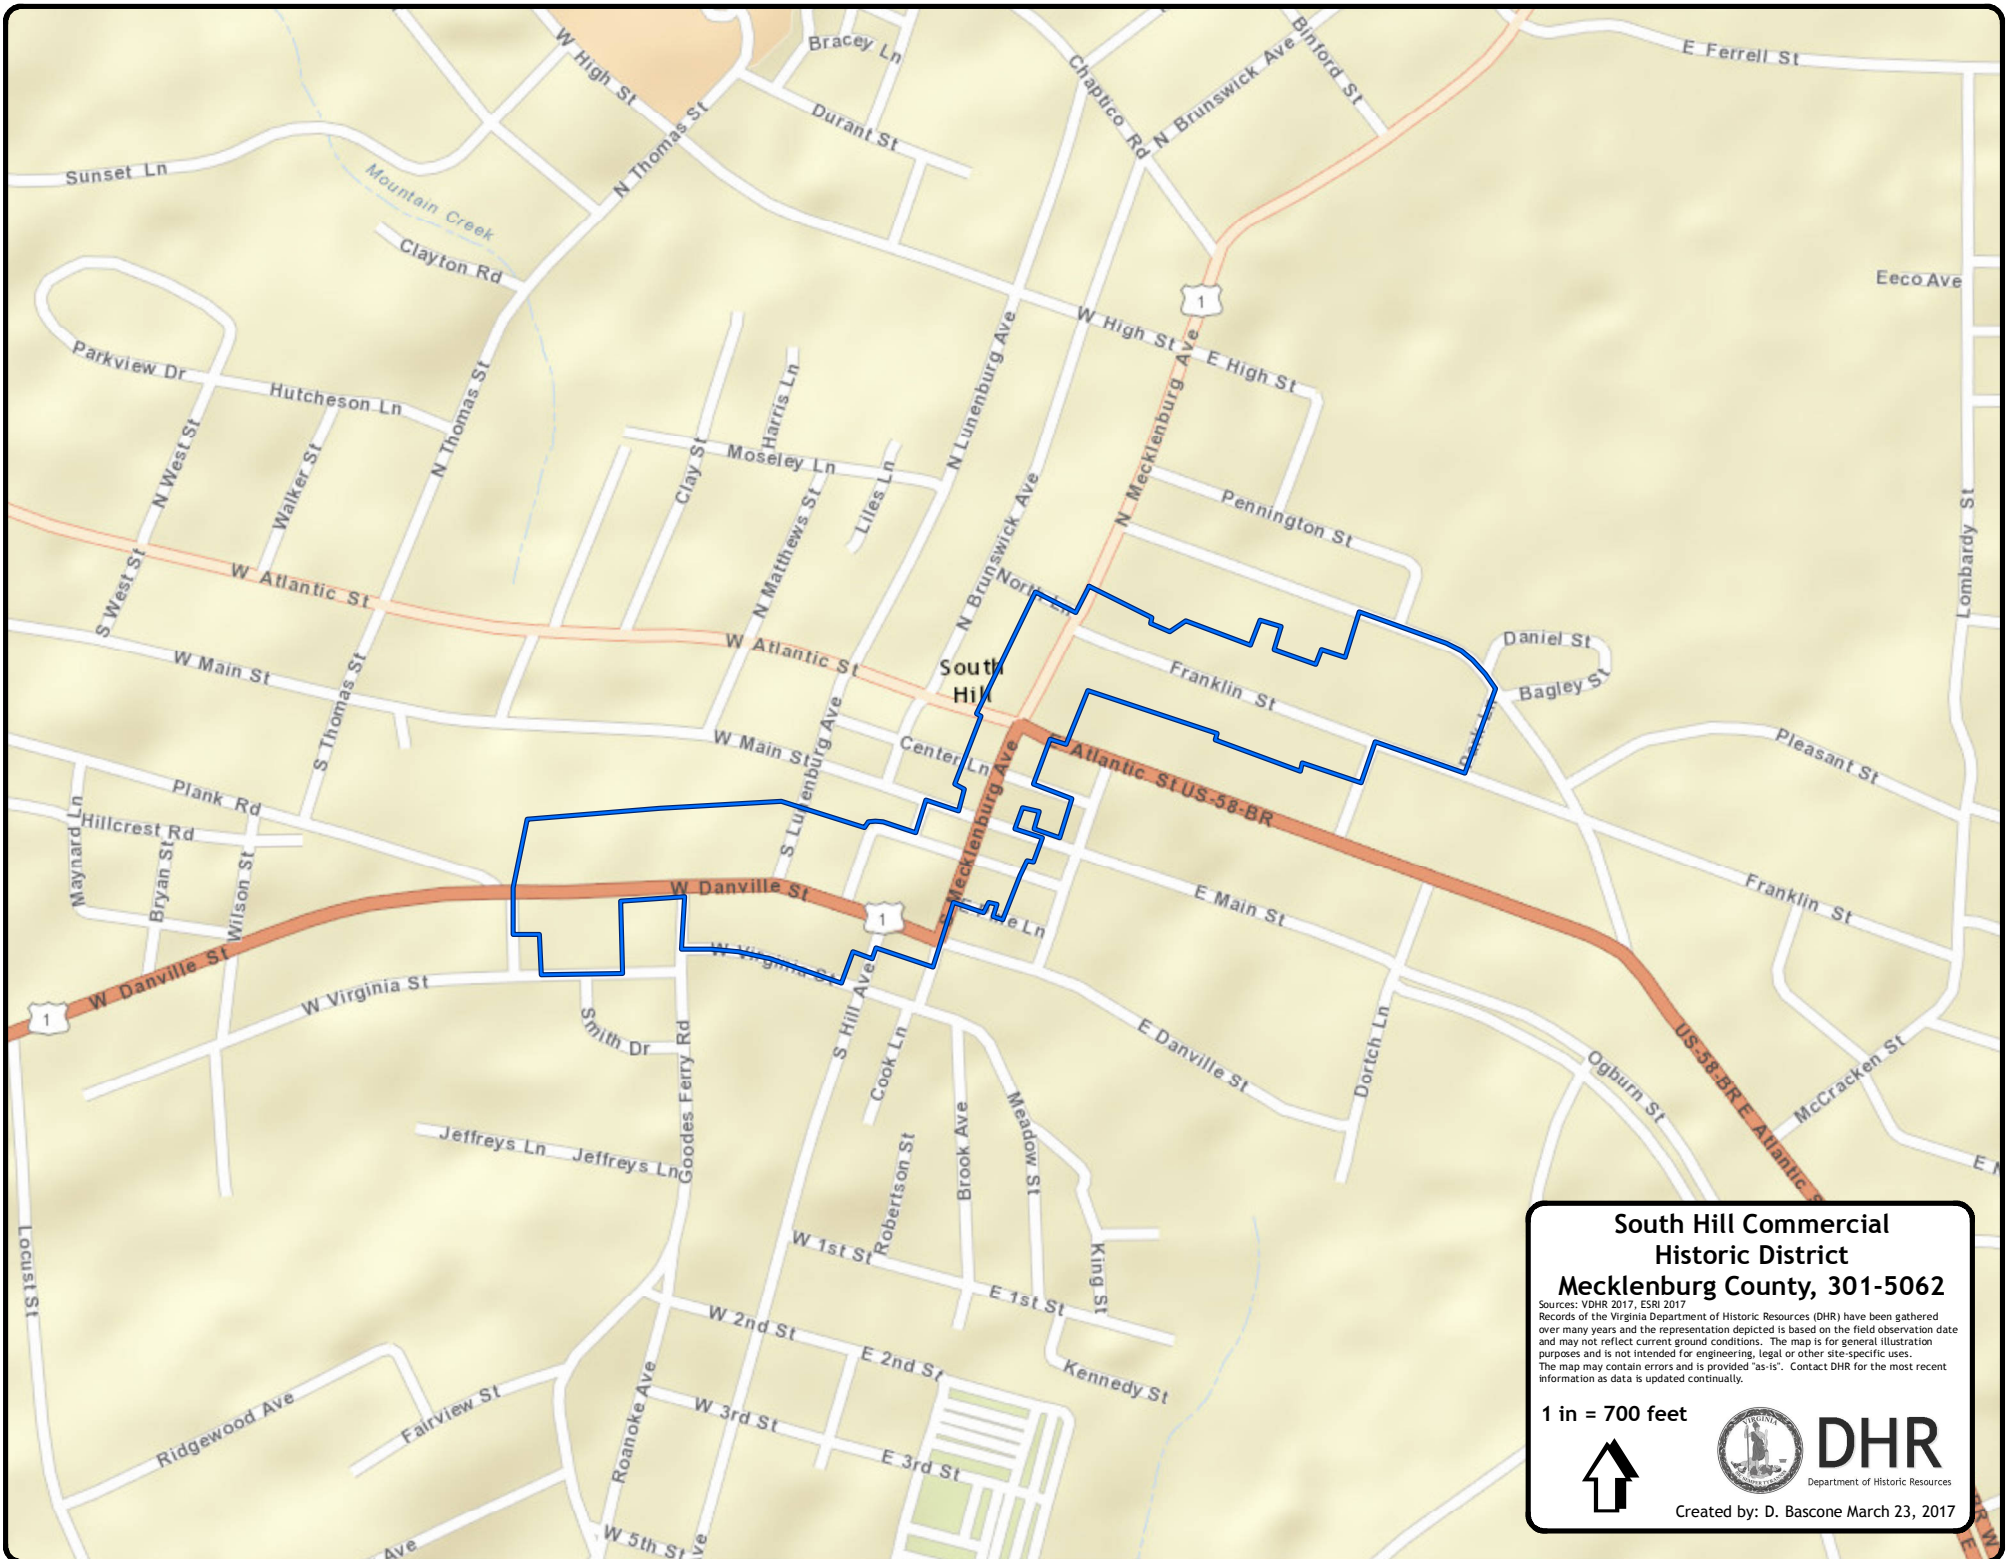 Bracey Ln
W High St
Chaptico Rd
N Brunswick Ave
Binford St
E Ferrell St
Durant St
N Thomas St
Sunset Ln
Mountain Creek
Clayton Rd
Eeco Ave
1
W High St
E High St
Parkview Dr
Hutcheson Ln
N Thomas St
Harris Ln
N Lunenburg Ave
N Mecklenburg Ave
N West St
Walker St
Clay St
Moseley Ln
Liles Ln
N Brunswick Ave
Pennington St
Lombardy St
N Matthews St
S West St
W Atlantic St
North Ln
W Atlantic St
Daniel St
Bagley St
W Main St
S Thomas St
South
Hill
Franklin St
Park Ln
W Main St
S Lunenburg Ave
Center Ln
E Atlantic St US-58-BR
Pleasant St
Plank Rd
Hillcrest Rd
Maynard Ln
Bryan St
Wilson St
Mecklenburg Ave
W Danville St
1
E Main St
Franklin St
Ln
W Danville St
W Virginia St
W Virginia St
1
S Hill Ave
Smith Dr
Goodes Ferry Rd
Cook Ln
E Danville St
Dortch Ln
Ogburn St
US-58-BR E Atlantic S
McCracken St
Jeffreys Ln
Jeffreys Ln
Robertson St
Brook Ave
Meadow St
Locust St
W 1st St
E 1st St
King St
W 2nd St
E 2nd St
Kennedy St
Ridgewood Ave
Fairview St
Roanoke Ave
W 3rd St
E 3rd St
W 5th St
Ave
South Hill Commercial
Historic District
Mecklenburg County, 301-5062
Sources: VDHR 2017, ESRI 2017
Records of the Virginia Department of Historic Resources (DHR) have been gathered
over many years and the representation depicted is based on the field observation date
and may not reflect current ground conditions. The map is for general illustration
purposes and is not intended for engineering, legal or other site-specific uses.
The map may contain errors and is provided "as-is". Contact DHR for the most recent
information as data is updated continually.
1 in = 700 feet
VIRGINIA
DHR
Department of Historic Resources
Created by: D. Bascone March 23, 2017